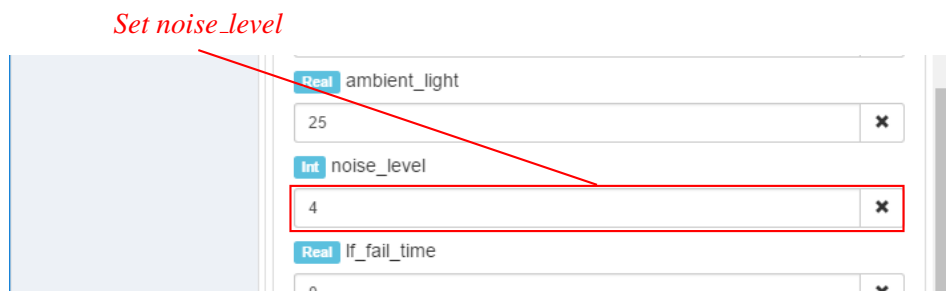 Set noise_level
Real ambient_light
25
Int noise_level
4
Real lf_fail_time